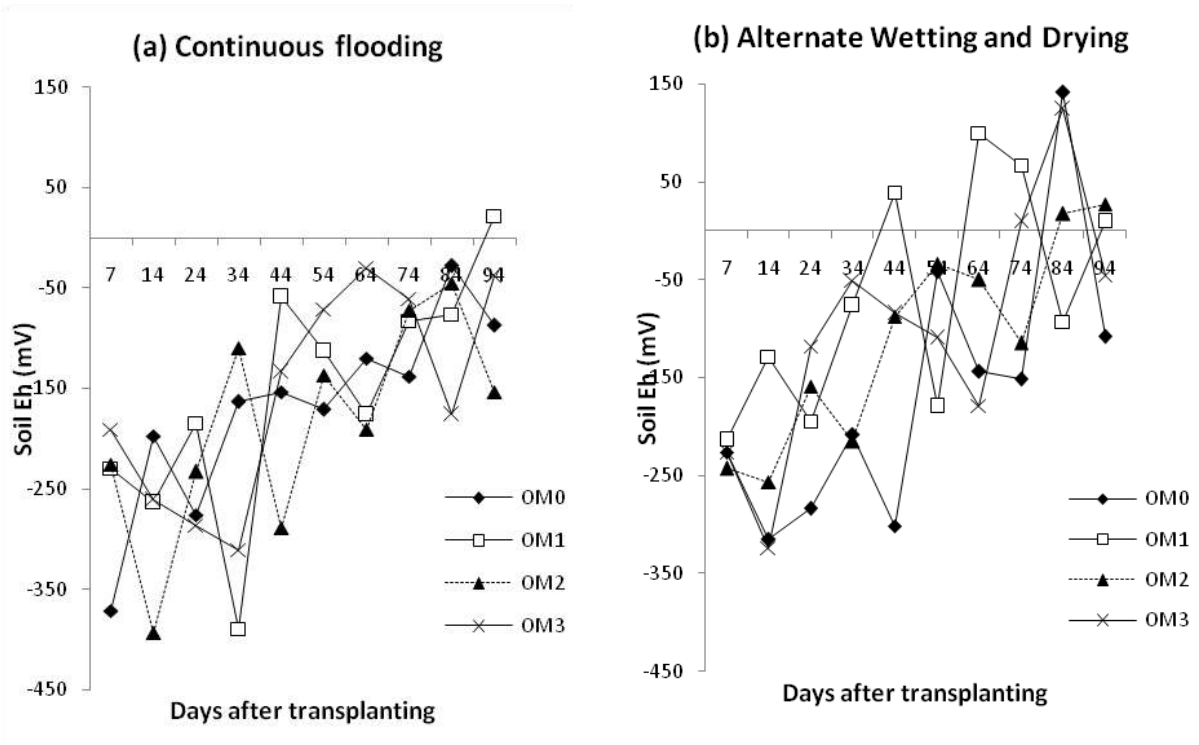 (a) Continuous flooding
150
50
-50
-150
-250
-350
-450
7 14 24 34 44 54 64 74 84 94
Soil Eh (mV)
OM0
OM1
OM2
OM3
Days after transplanting
(b) Alternate Wetting and Drying
150
50
-50
-150
-250
-350
-450
7 14 24 34 44 54 64 74 84 94
Soil Eh (mV)
OM0
OM1
OM2
OM3
Days after transplanting